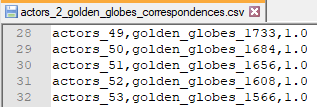 actors_2_golden_globes_correspondences.csv
28 actors_49,golden_globes_1733,1.0
29 actors_50,golden_globes_1684,1.0
30 actors_51,golden_globes_1656,1.0
31 actors_52,golden_globes_1608,1.0
32 actors_53,golden_globes_1566,1.0